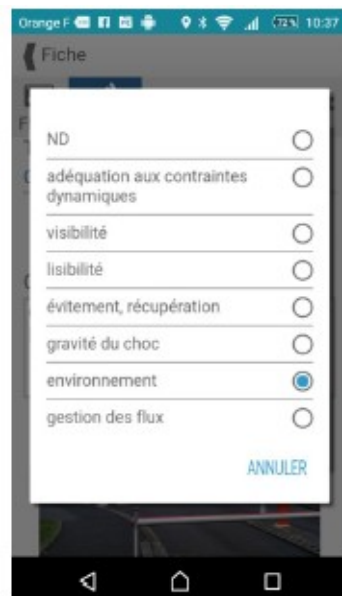 Orange F 72% 10:37
Fiche
ND
adéquation aux contraintes
dynamiques
visibilité
lisibilité
évitement, récupération
gravité du choc
environnement
gestion des flux
ANNULER